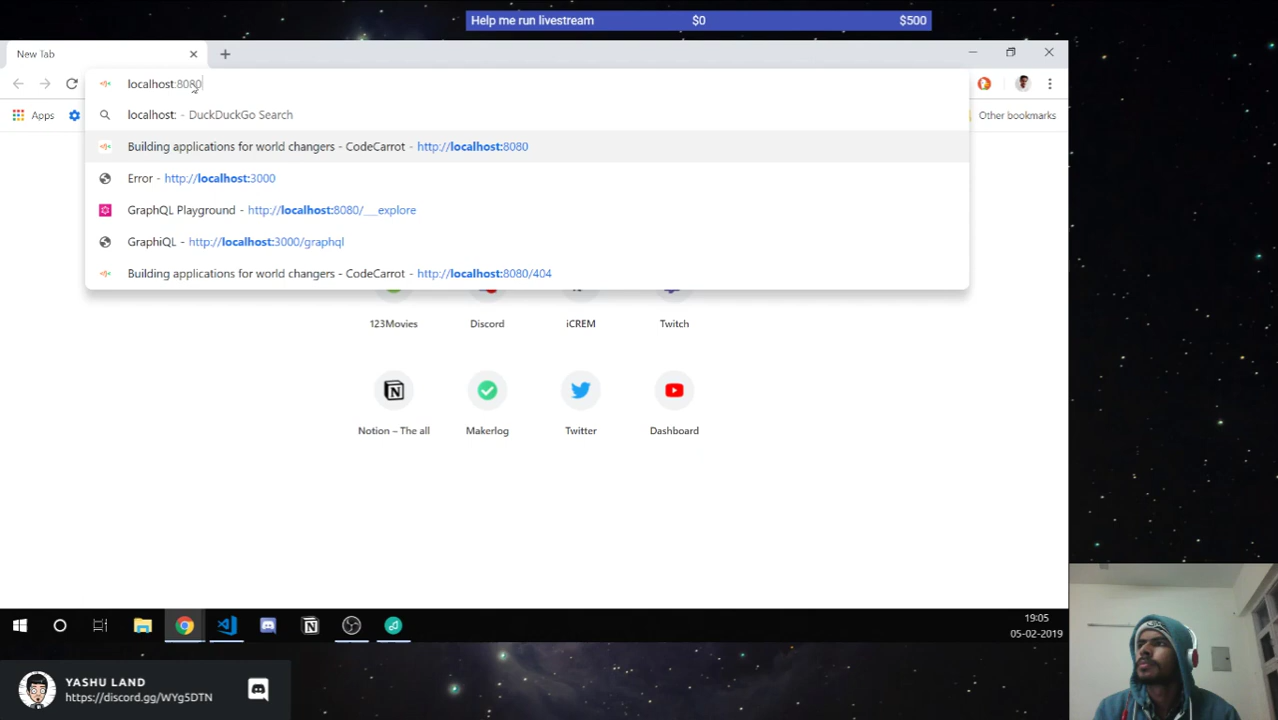 Help me run livestream $0 $500
New Tab
localhost:8080
Apps
Other bookmarks
localhost: - DuckDuckGo Search
Building applications for world changers - CodeCarrot - http://localhost:8080
Error - http://localhost:3000
GraphQL Playground - http://localhost:8080/___explore
GraphiQL - http://localhost:3000/graphql
Building applications for world changers - CodeCarrot - http://localhost:8080/404
123Movies Discord iCREM Twitch
Notion – The all Makerlog Twitter Dashboard
19:05
05-02-2019
YASHU LAND
https://discord.gg/WYg5DTN